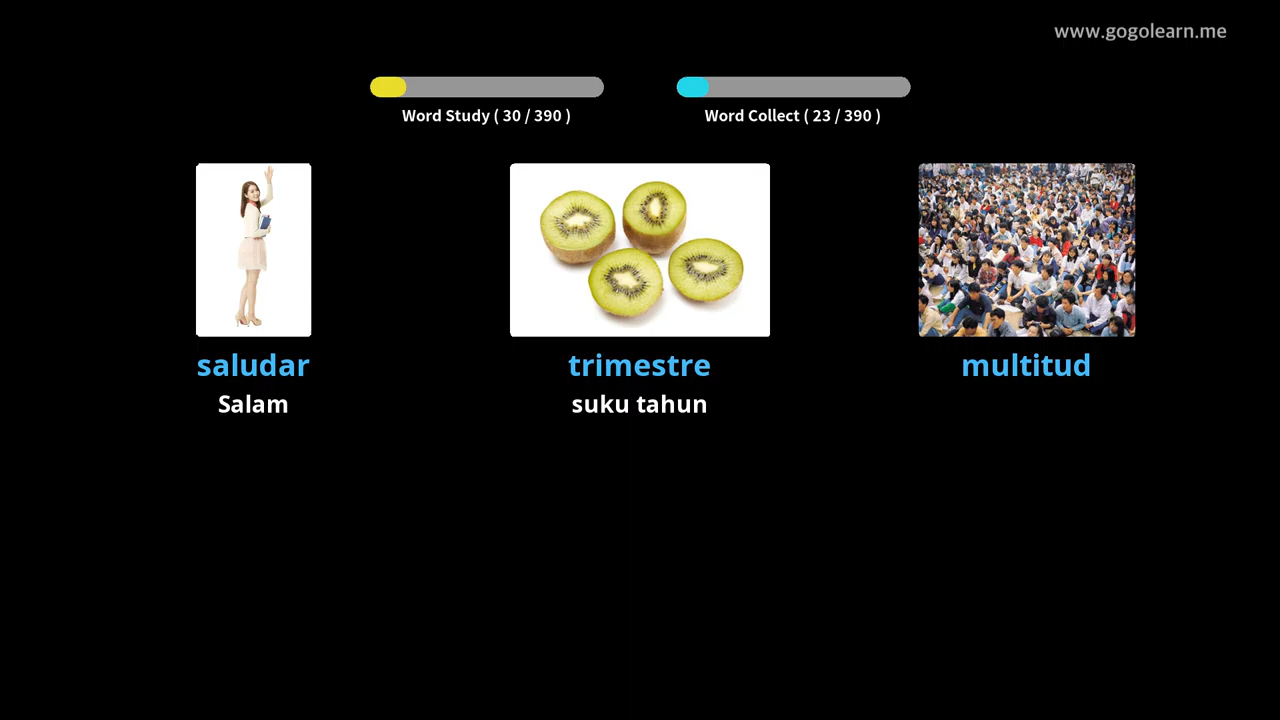 www.gogolearn.me
Word Study ( 30 / 390 )
Word Collect ( 23 / 390 )
saludar
trimestre
multitud
Salam
suku tahun